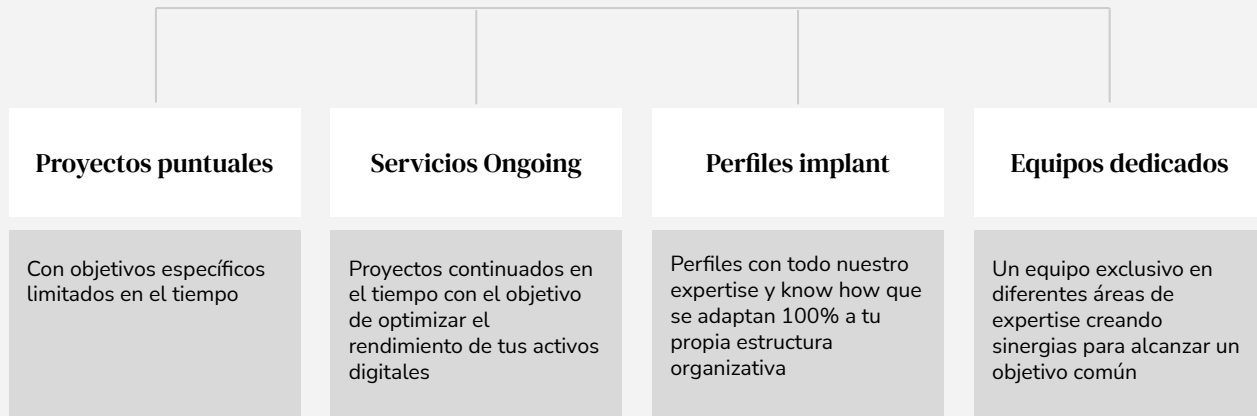 Proyectos puntuales
Con objetivos específicos
limitados en el tiempo
Servicios Ongoing
Proyectos continuados en
el tiempo con el objetivo
de optimizar el
rendimiento de tus activos
digitales
Perfiles implant
Perfiles con todo nuestro
expertise y know how que
se adaptan 100% a tu
propia estructura
organizativa
Equipos dedicados
Un equipo exclusivo en
diferentes áreas de
expertise creando
sinergias para alcanzar un
objetivo común